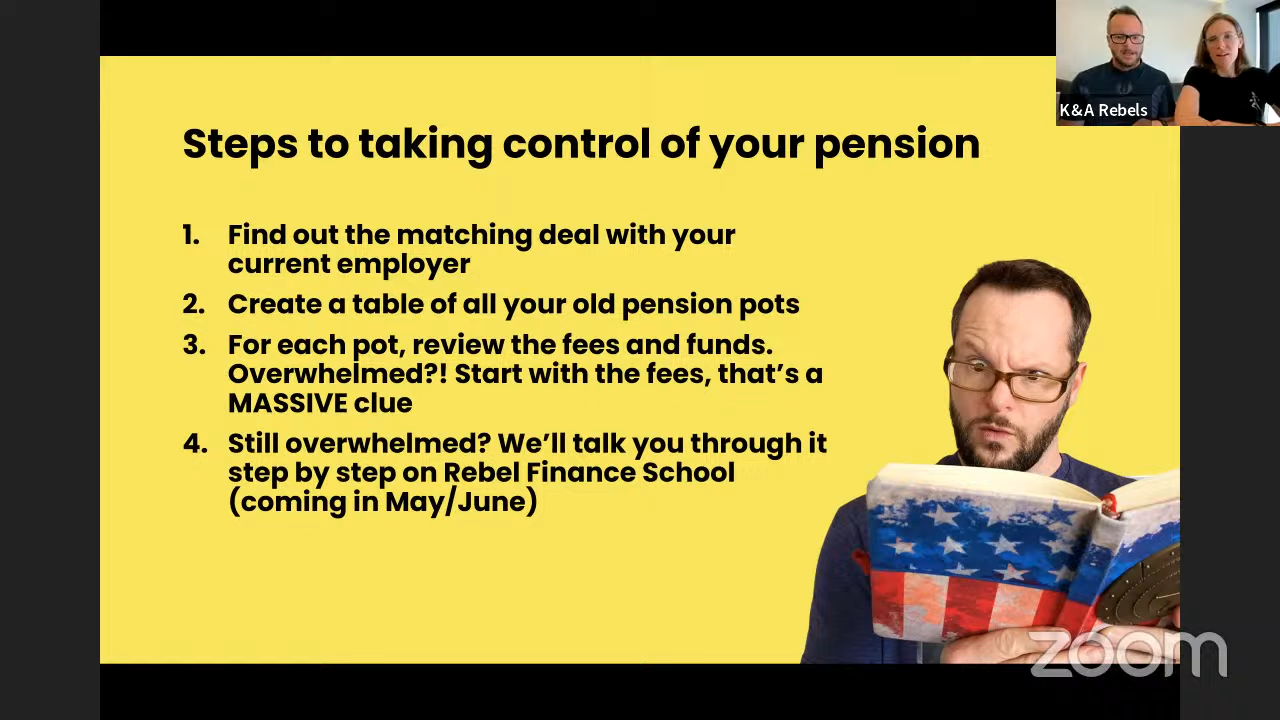 K&A Rebels
Steps to taking control of your pension
1. Find out the matching deal with your
current employer
2. Create a table of all your old pension pots
3. For each pot, review the fees and funds.
Overwhelmed?! Start with the fees, that’s a
MASSIVE clue
4. Still overwhelmed? We’ll talk you through it
step by step on Rebel Finance School
(coming in May/June)
zoom